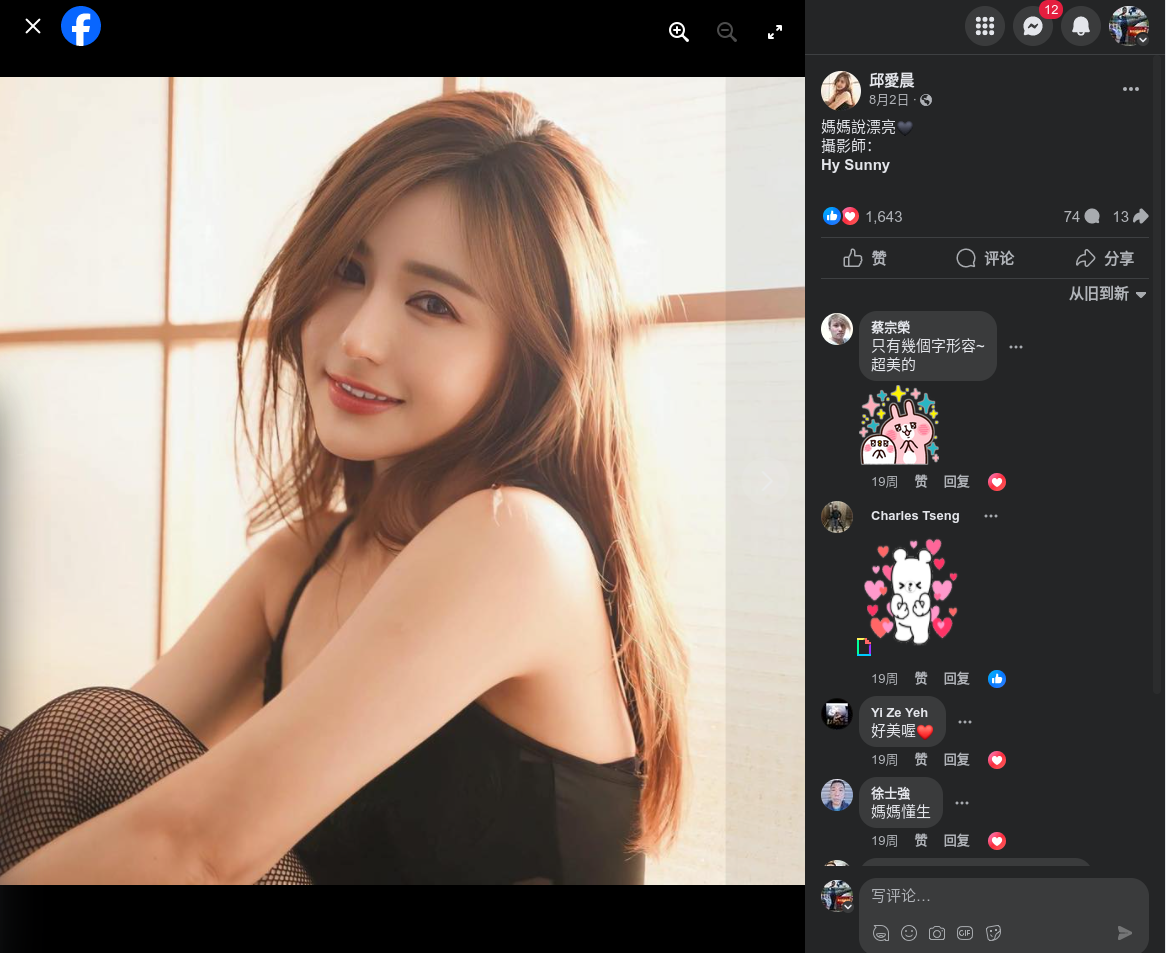 12
邱愛晨
8月2日 ·
媽媽說漂亮🖤
攝影師：
Hy Sunny
1,643
74
13
赞
评论
分享
从旧到新
蔡宗榮
只有幾個字形容~
超美的
19周 赞 回复
Charles Tseng
19周 赞 回复
Yi Ze Yeh
好美喔❤️
19周 赞 回复
徐士強
媽媽懂生
19周 赞 回复
写评论…
GIF